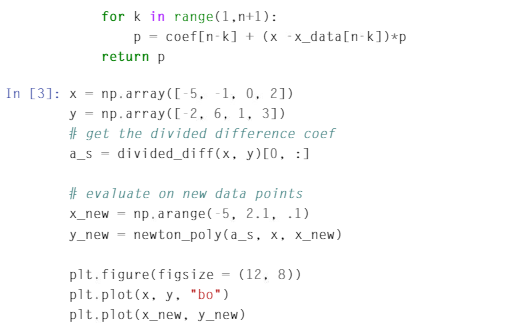 for k in range(1,n+1):
p = coef[n-k] + (x -x_data[n-k])*p
return p
In [3]: x = np.array([-5, -1, 0, 2])
y = np.array([-2, 6, 1, 3])
# get the divided difference coef
a_s = divided_diff(x, y)[0, :]
# evaluate on new data points
x_new = np.arange(-5, 2.1, .1)
y_new = newton_poly(a_s, x, x_new)
plt.figure(figsize = (12, 8))
plt.plot(x, y, "bo")
plt.plot(x_new, y_new)